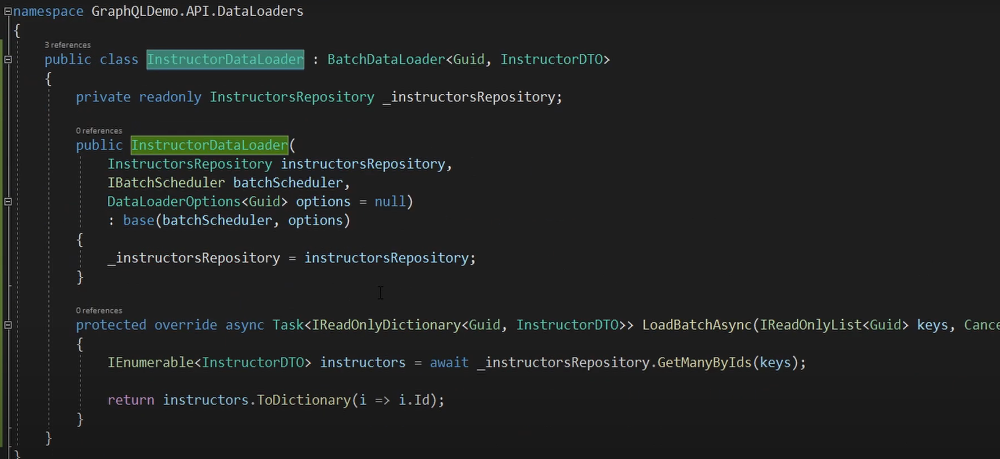 namespace GraphQLDemo.API.DataLoaders
{
3 references
public class InstructorDataLoader : BatchDataLoader<Guid, InstructorDTO>
{
private readonly InstructorsRepository _instructorsRepository;
0 references
public InstructorDataLoader(
InstructorsRepository instructorsRepository,
IBatchScheduler batchScheduler,
DataLoaderOptions<Guid> options = null)
: base(batchScheduler, options)
{
_instructorsRepository = instructorsRepository;
}
0 references
protected override async Task<IReadOnlyDictionary<Guid, InstructorDTO>> LoadBatchAsync(IReadOnlyList<Guid> keys, Cance
{
IEnumerable<InstructorDTO> instructors = await _instructorsRepository.GetManyByIds(keys);
return instructors.ToDictionary(i => i.Id);
}
}
}